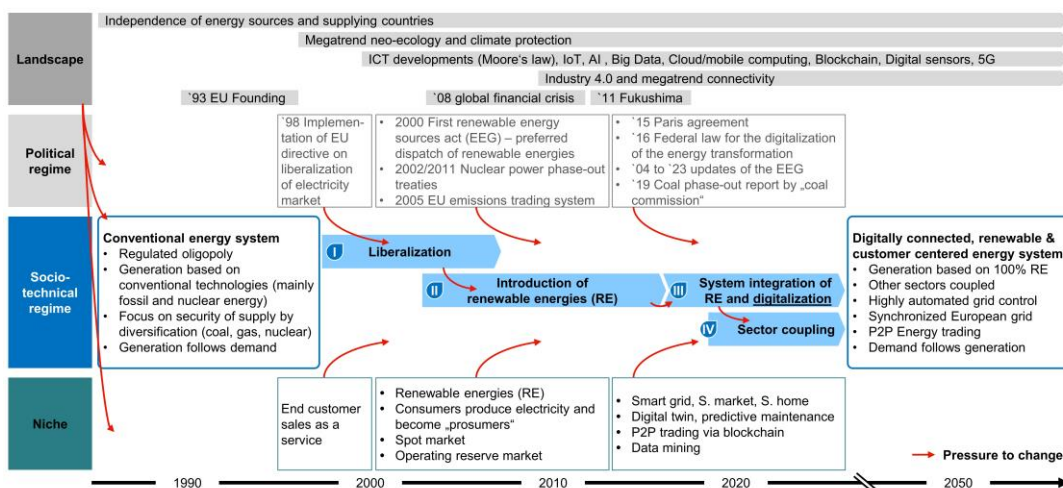 Landscape
Independence of energy sources and supplying countries
Megatrend neo-ecology and climate protection
ICT developments (Moore's law), IoT, AI , Big Data, Cloud/mobile computing, Blockchain, Digital sensors, 5G
Industry 4.0 and megatrend connectivity
`93 EU Founding
`08 global financial crisis
`11 Fukushima
Political
regime
`98 Implemen-
tation of EU
directive on
liberalization
of electricity
market
• 2000 First renewable energy
sources act (EEG) – preferred
dispatch of renewable energies
• 2002/2011 Nuclear power phase-out
treaties
• 2005 EU emissions trading system
• `15 Paris agreement
• `16 Federal law for the digitalization
of the energy transformation
• `04 to `23 updates of the EEG
• `19 Coal phase-out report by „coal
commission"
Socio-
technical
regime
Conventional energy system
• Regulated oligopoly
• Generation based on
conventional technologies (mainly
fossil and nuclear energy)
• Focus on security of supply by
diversification (coal, gas, nuclear)
• Generation follows demand
I
Liberalization
II
Introduction of
renewable energies (RE)
III
System integration of
RE and digitalization
IV
Sector coupling
Digitally connected, renewable &
customer centered energy system
• Generation based on 100% RE
• Other sectors coupled
• Highly automated grid control
• Synchronized European grid
• P2P Energy trading
• Demand follows generation
Niche
End customer
sales as a
service
• Renewable energies (RE)
• Consumers produce electricity and
become „prosumers"
• Spot market
• Operating reserve market
• Smart grid, S. market, S. home
• Digital twin, predictive maintenance
• P2P trading via blockchain
• Data mining
Pressure to change
1990
2000
2010
2020
2050